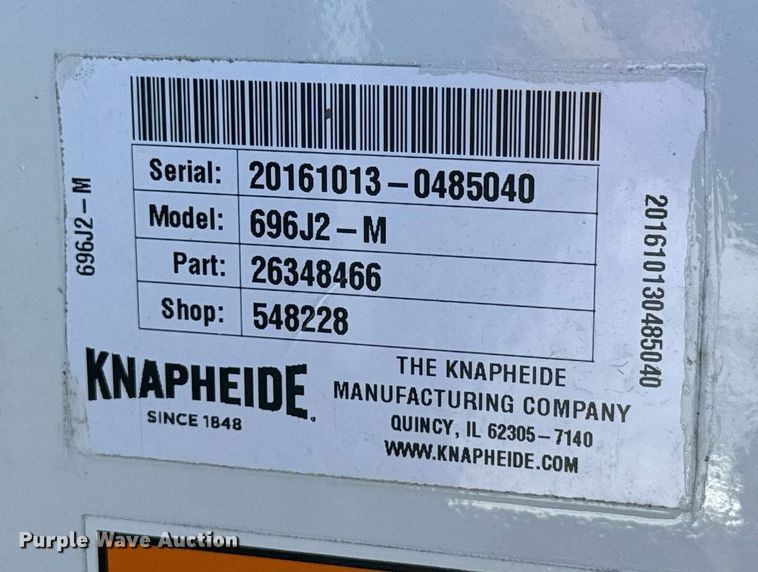 Serial: 20161013-0485040
Model: 696J2-M
Part: 26348466
Shop: 548228
696J2-M
201610130485040
KNAPHEIDE
SINCE 1848
THE KNAPHEIDE
MANUFACTURING COMPANY
QUINCY, IL 62305-7140
WWW.KNAPHEIDE.COM
Purple Wave Auction